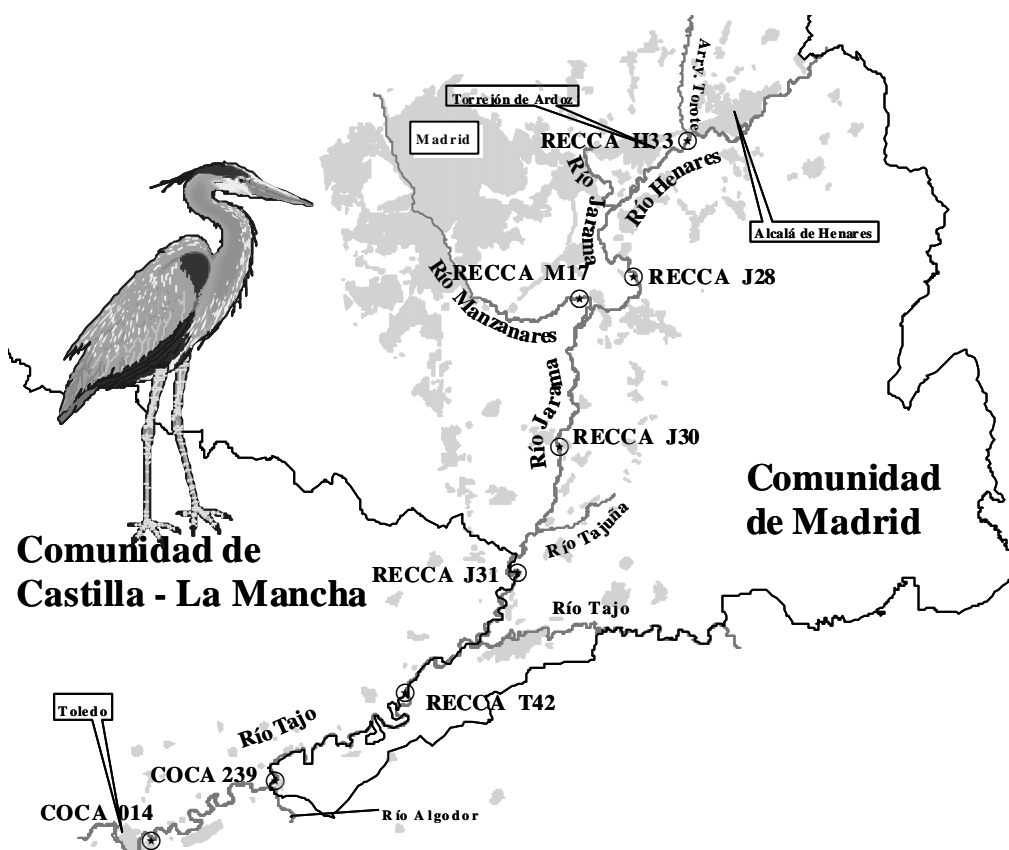 Arry. Torote
Torrejón de Ardoz
Madrid
RECCA H33
Río Jarama
Río Henares
Alcalá de Henares
RECCA M17
RECCA J28
Río Manzanares
Río Jarama
RECCA J30
Comunidad
de Madrid
Río Tajuña
Comunidad de
Castilla - La Mancha
RECCA J31
Río Tajo
RECCA T42
Toledo
Río Tajo
COCA 239
COCA 014
Río Algodor